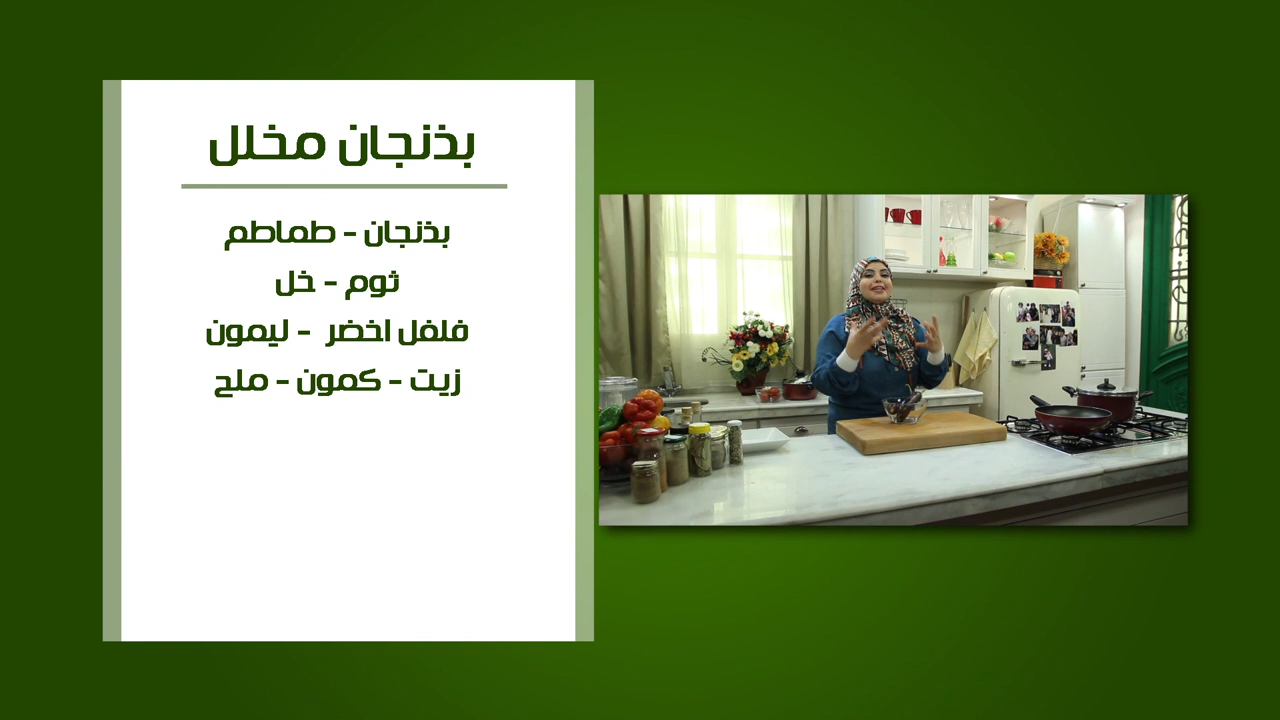 بذنجان مخلل
بذنجان - طماطم
ثوم - خل
فلفل اخضر - ليمون
زيت - كمون - ملح